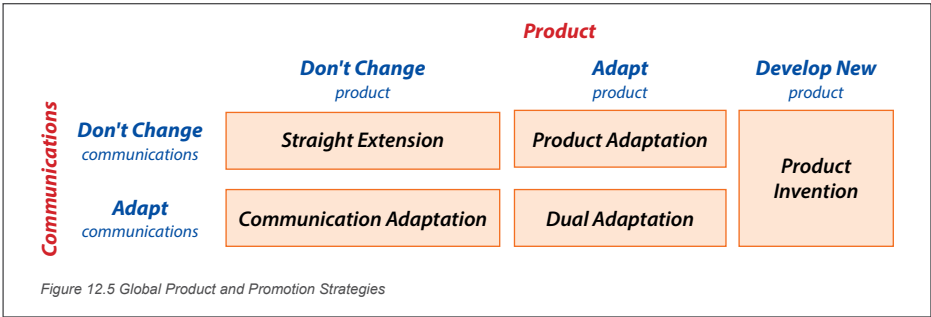 Product
Don't Change
product
Adapt
product
Develop New
product
Communications
Don't Change
communications
Straight Extension
Product Adaptation
Product
Invention
Adapt
communications
Communication Adaptation
Dual Adaptation
Figure 12.5 Global Product and Promotion Strategies